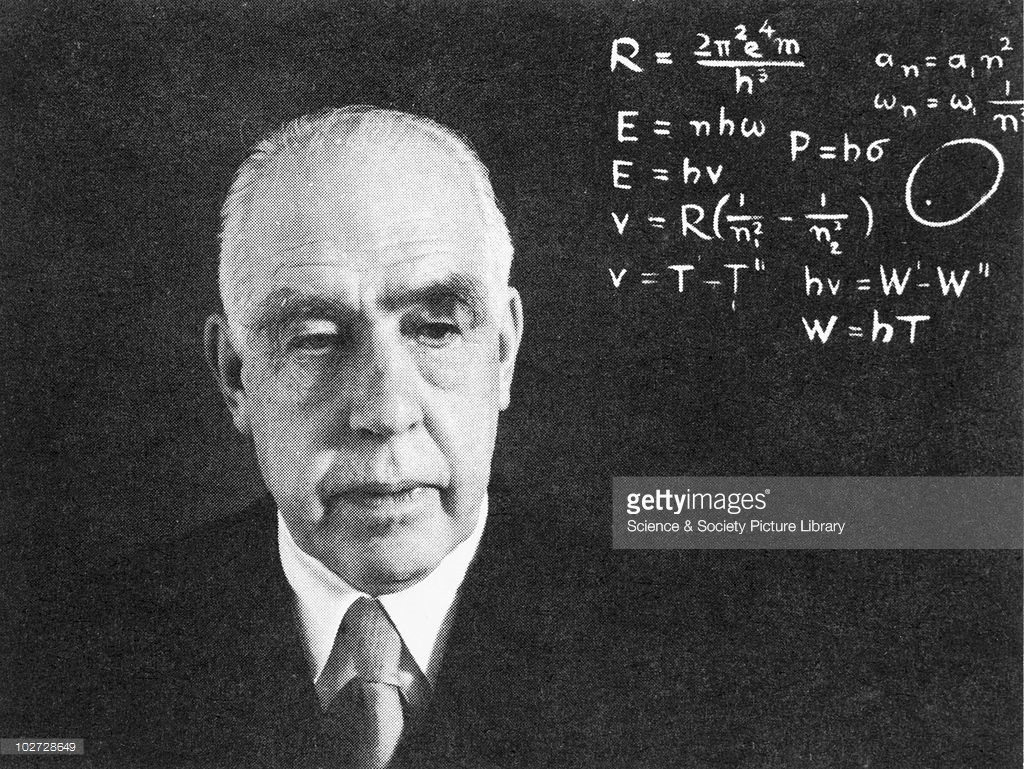 R = 2π²e⁴m / h³
E = nhω
E = hν
ν = R(1/n₁² - 1/n₂²)
ν = T' - T"
aₙ = a₁n²
ωₙ = ω₁ 1/n³
P = hσ
hν = W' - W"
W = hT
gettyimages®
Science & Society Picture Library
102728649